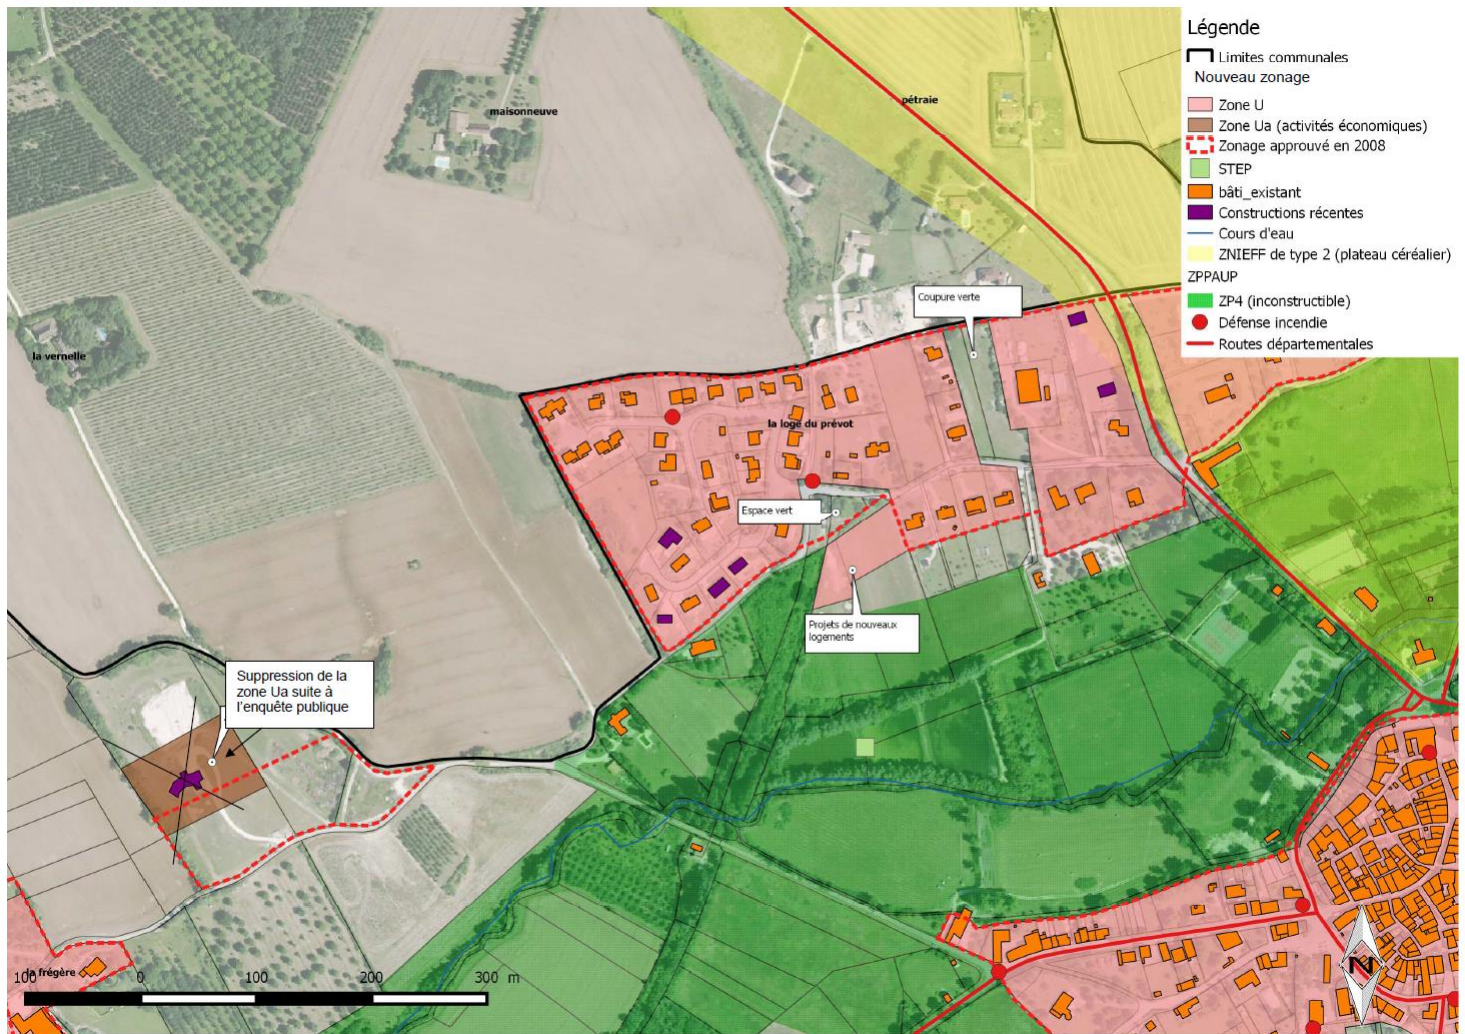 Légende
Limites communales
Nouveau zonage
Zone U
Zone Ua (activités économiques)
Zonage approuvé en 2008
STEP
bâti_existant
Constructions récentes
Cours d'eau
ZNIEFF de type 2 (plateau céréalier)
ZPPAUP
ZP4 (inconstructible)
Défense incendie
Routes départementales
pétraie
maisonneuve
Coupure verte
la vernelle
la loge du prévot
Espace vert
Projets de nouveaux
logements
Suppression de la
zone Ua suite à
l'enquête publique
la frégère
100 0 100 200 300 m
N